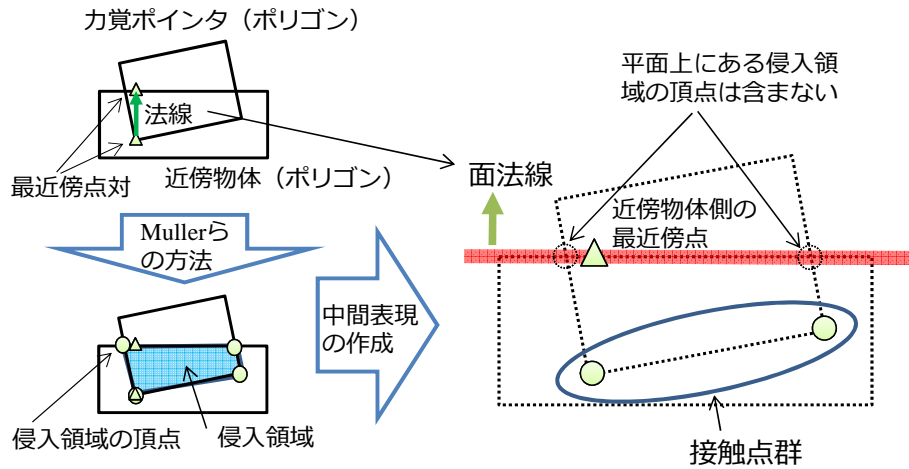 力覚ポインタ（ポリゴン）
法線
最近傍点対
近傍物体（ポリゴン）
Mullerら
の方法
侵入領域の頂点
侵入領域
中間表現
の作成
平面上にある侵入領
域の頂点は含まない
面法線
近傍物体側の
最近傍点
接触点群